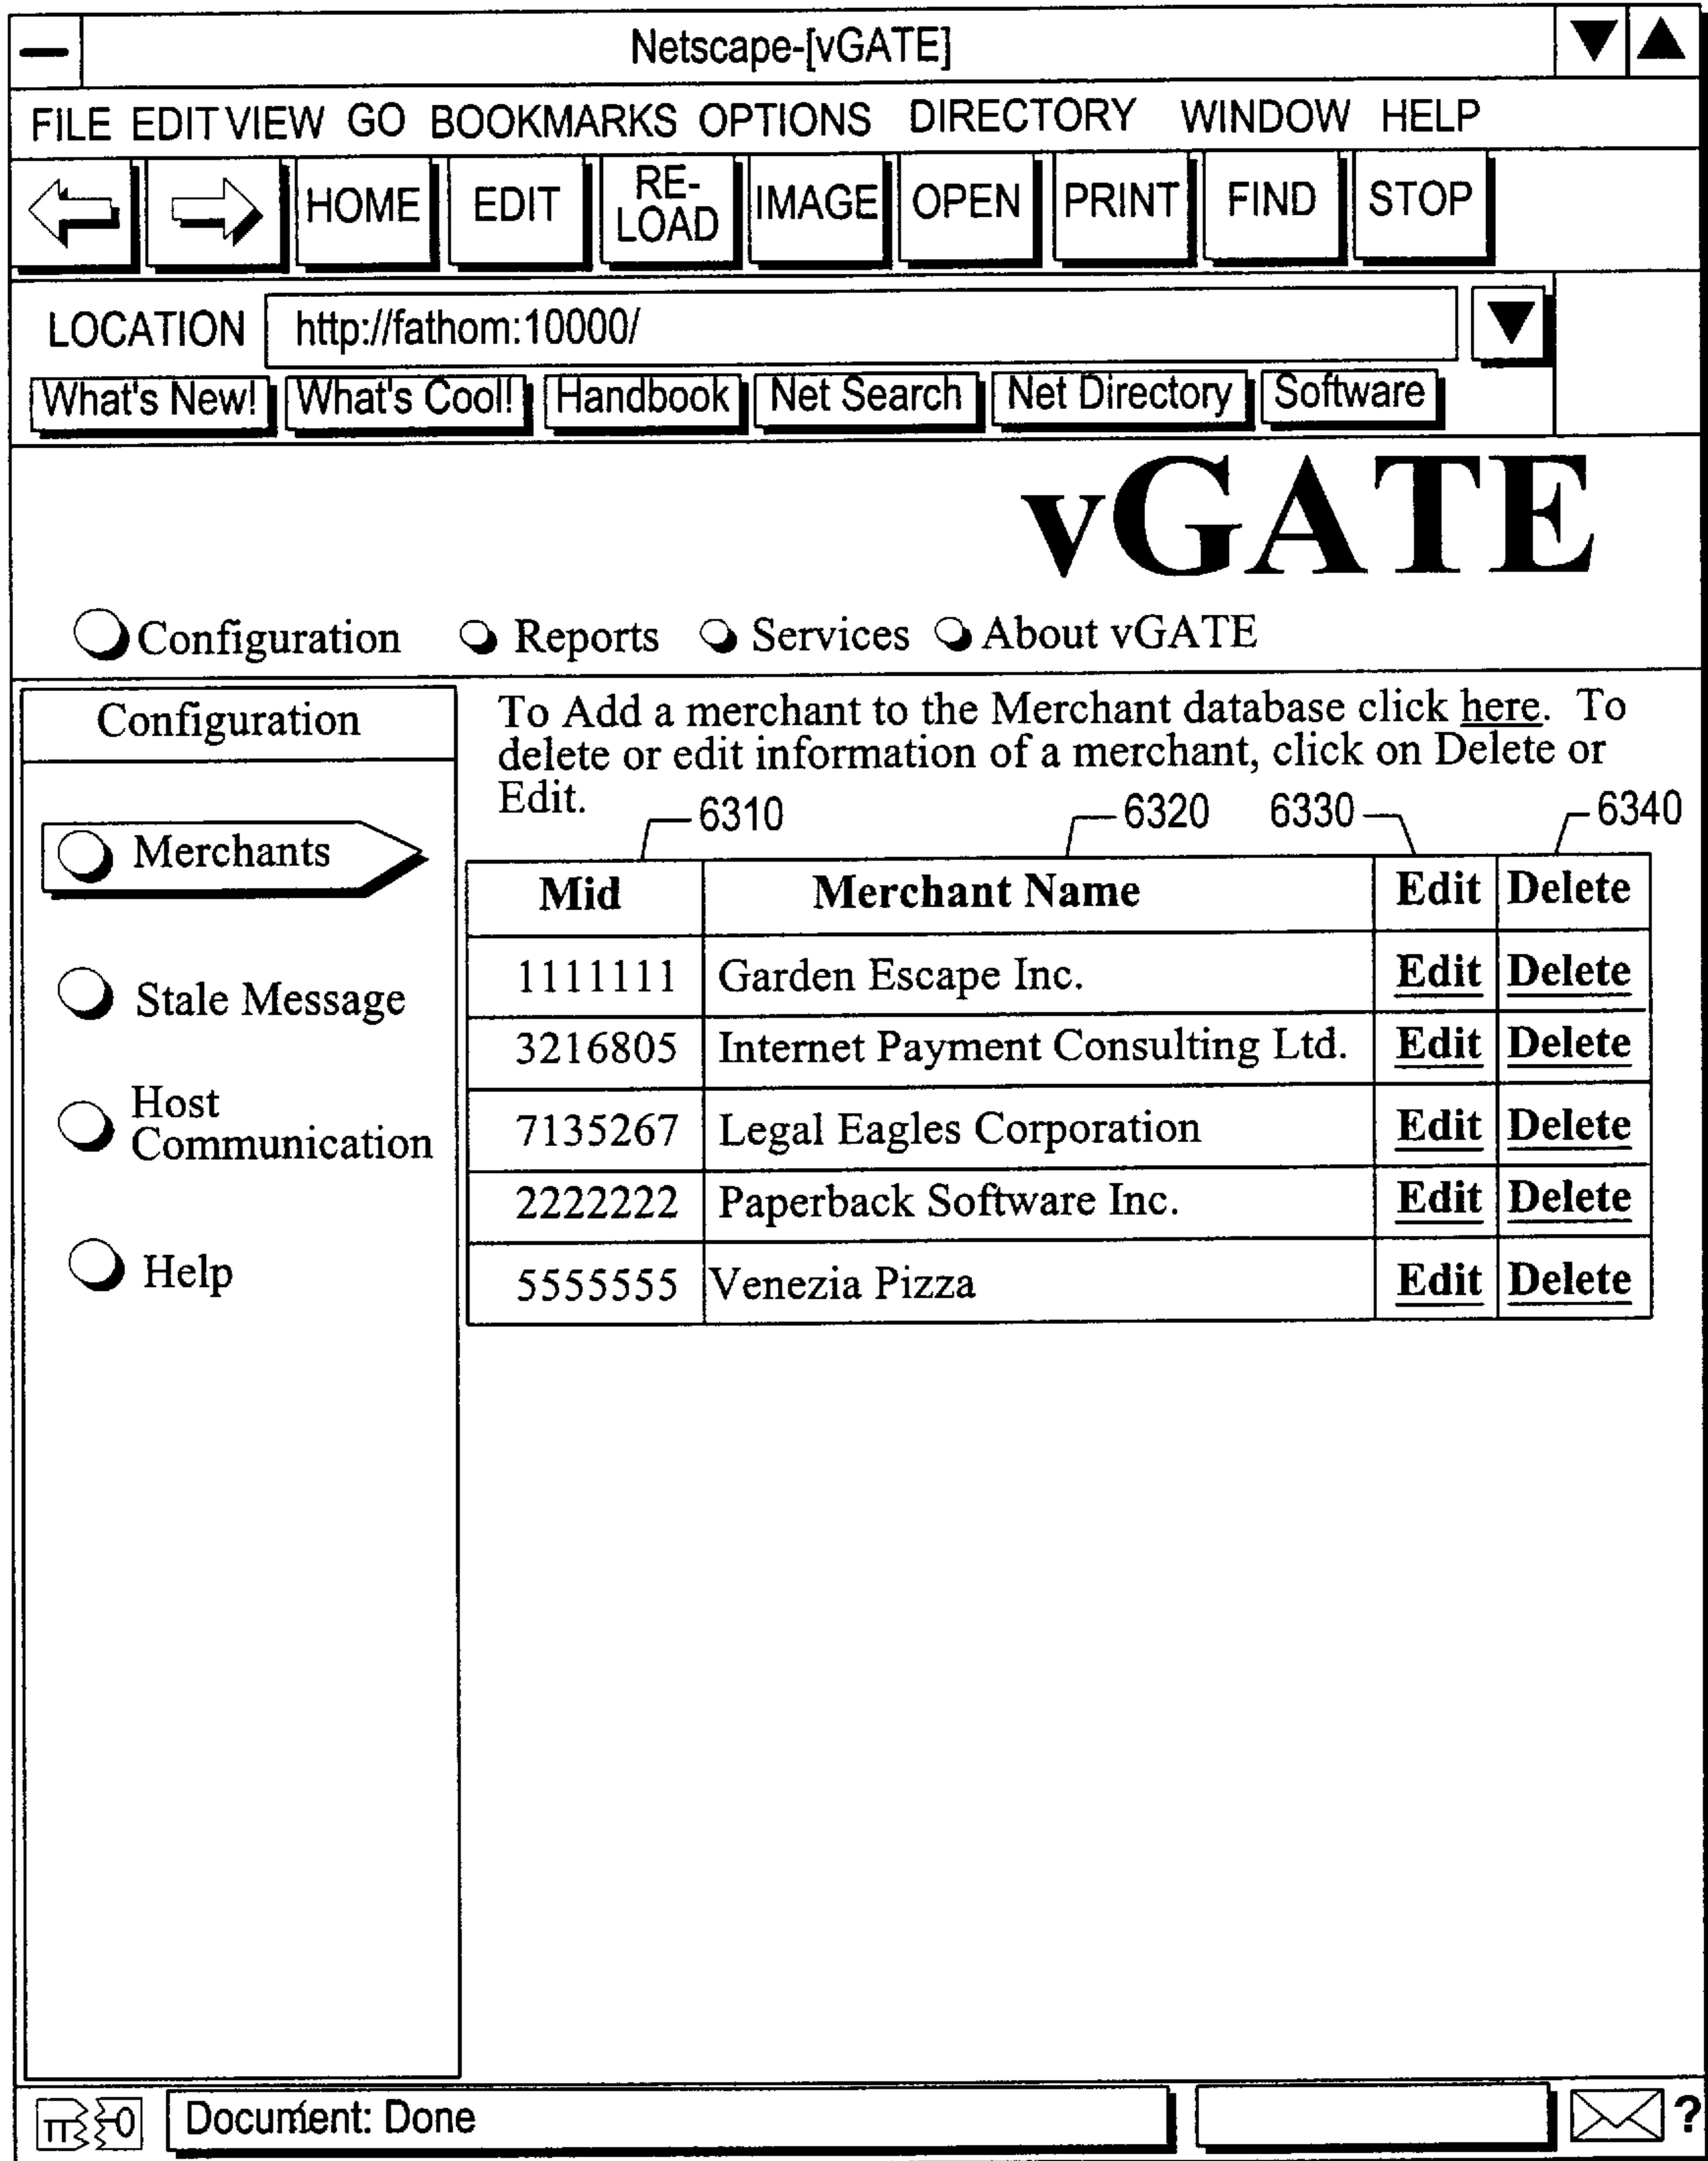 Netscape-[vGATE]
FILE EDIT VIEW GO BOOKMARKS OPTIONS DIRECTORY WINDOW HELP
HOME EDIT RE-LOAD IMAGE OPEN PRINT FIND STOP
LOCATION http://fathom:10000/
What's New! What's Cool! Handbook Net Search Net Directory Software
vGATE
Configuration Reports Services About vGATE
Configuration
Merchants
Stale Message
Host
Communication
Help
To Add a merchant to the Merchant database click here. To
delete or edit information of a merchant, click on Delete or
Edit.
6310 6320 6330 6340
Mid Merchant Name Edit Delete
1111111 Garden Escape Inc. Edit Delete
3216805 Internet Payment Consulting Ltd. Edit Delete
7135267 Legal Eagles Corporation Edit Delete
2222222 Paperback Software Inc. Edit Delete
5555555 Venezia Pizza Edit Delete
Document: Done ?